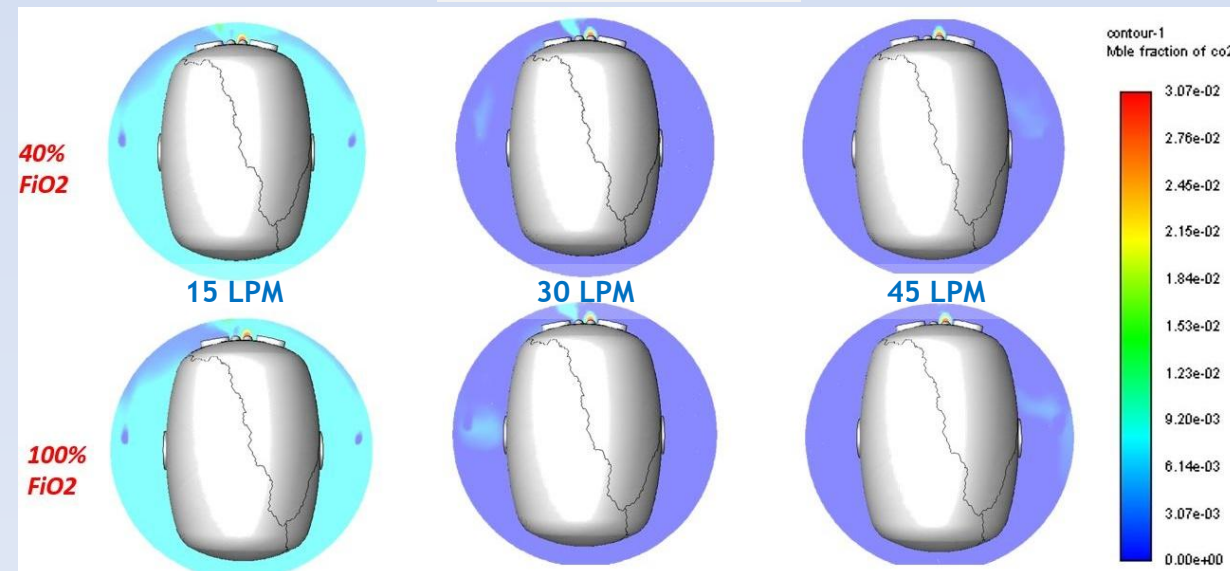 contour-1
Mole fraction of co2
3.07e-02
2.76e-02
2.45e-02
2.15e-02
1.84e-02
1.53e-02
1.23e-02
9.20e-03
6.14e-03
3.07e-03
0.00e+00
40%
FiO2
15 LPM
30 LPM
45 LPM
100%
FiO2